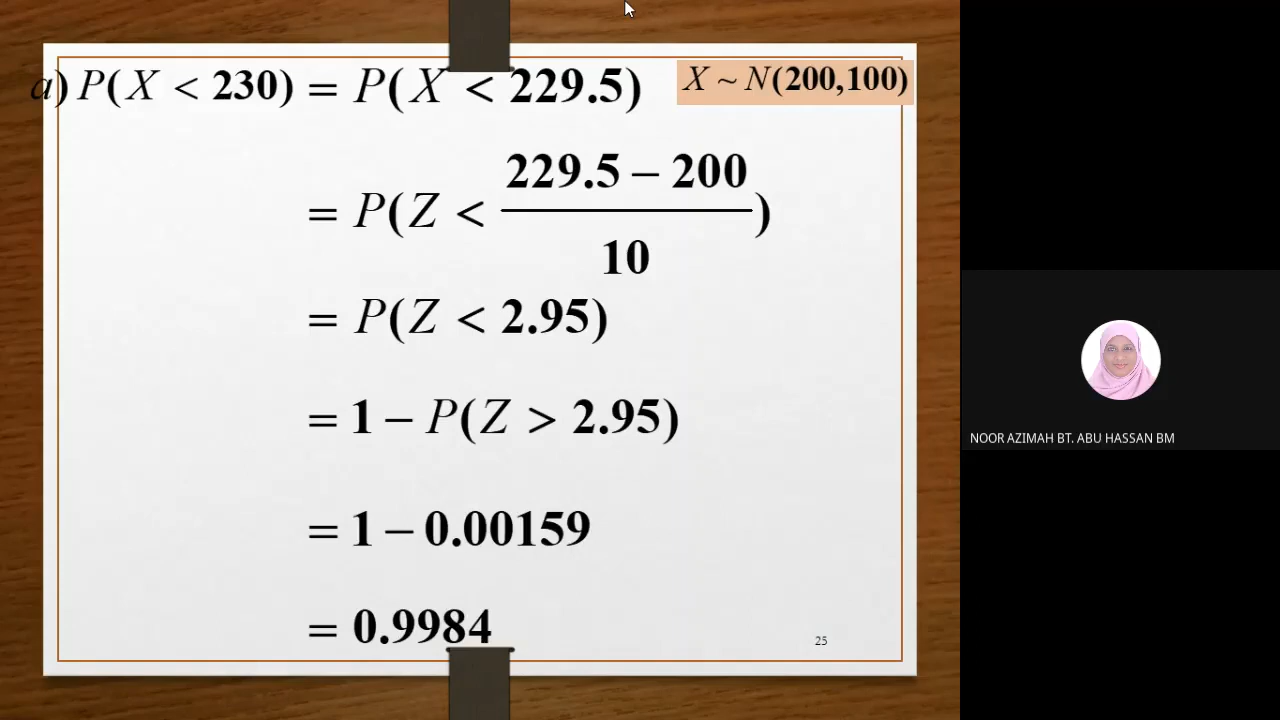 a) P(X < 230) = P(X < 229.5)
X ~ N(200,100)
= P(Z < \frac{229.5 − 200}{10})
= P(Z < 2.95)
= 1 − P(Z > 2.95)
= 1 − 0.00159
= 0.9984
25
NOOR AZIMAH BT. ABU HASSAN BM